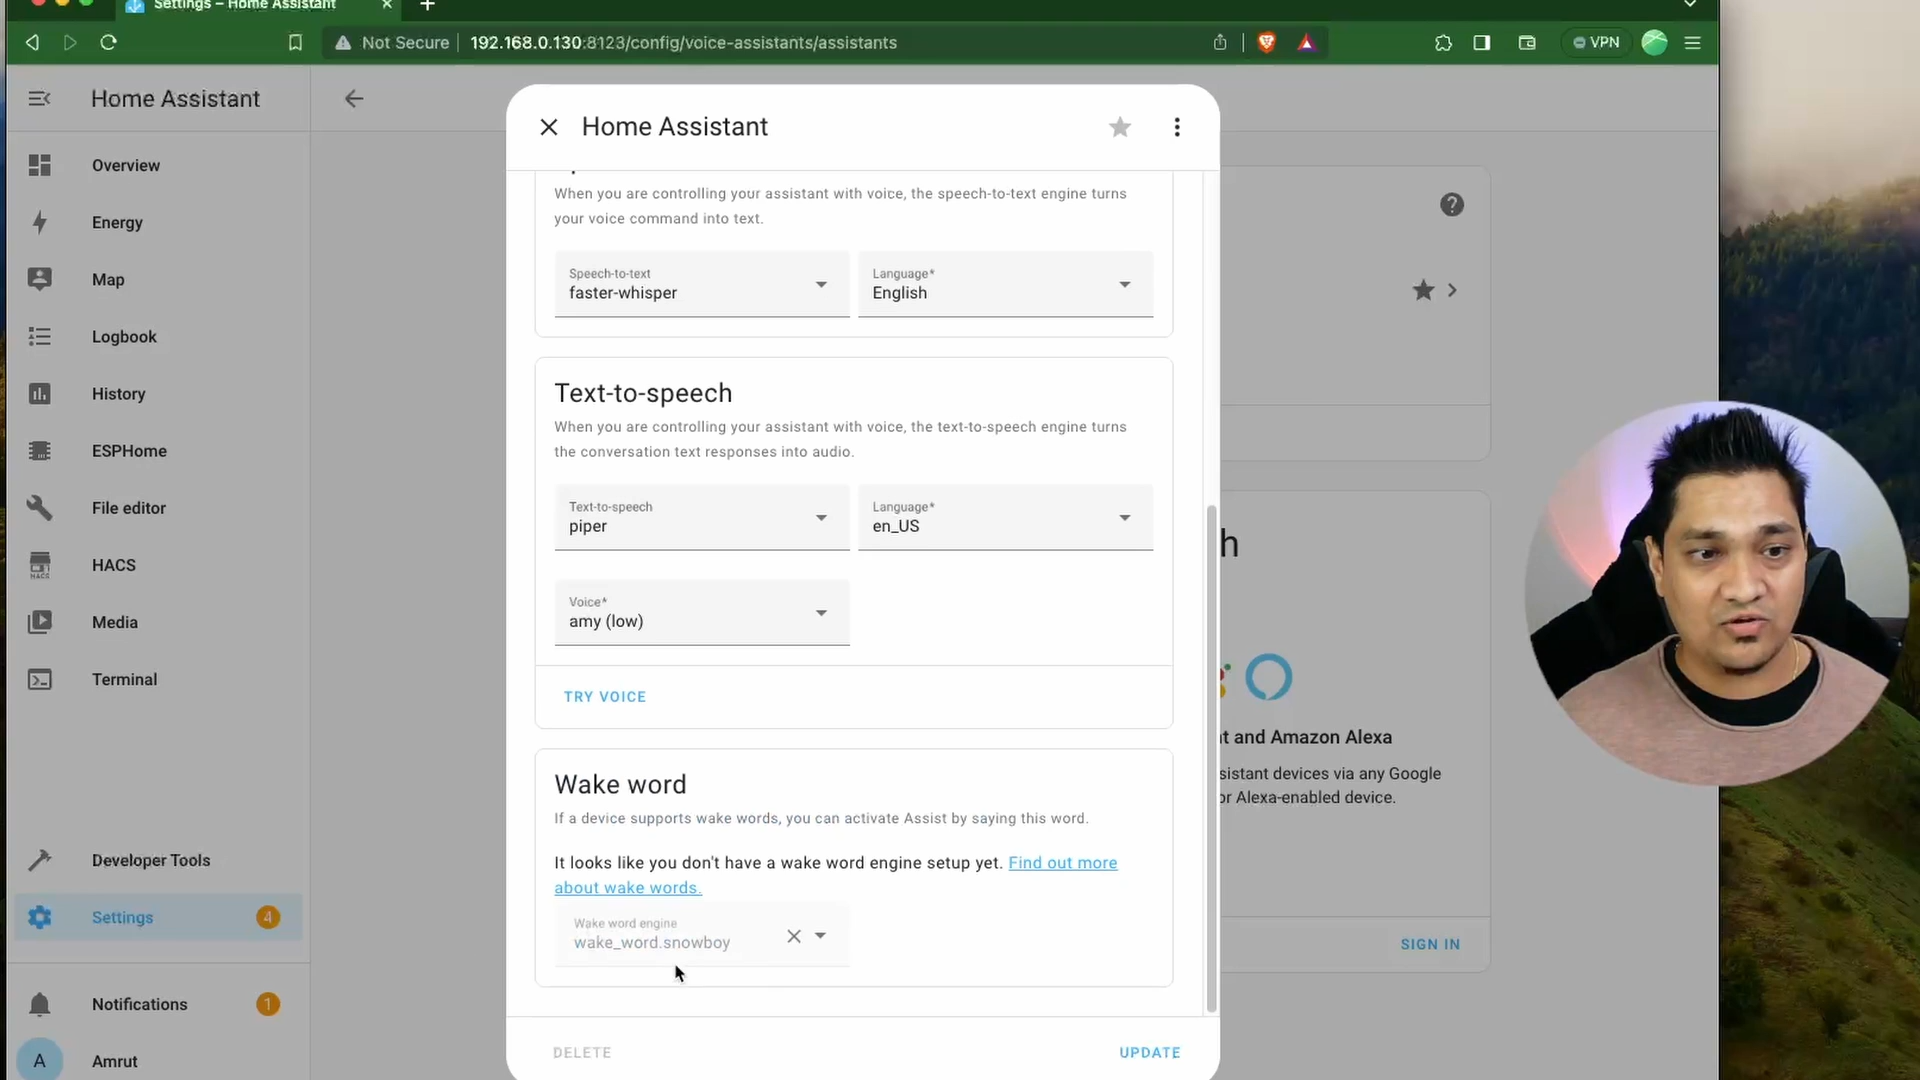 Settings – Home Assistant
Not Secure 192.168.0.130:8123/config/voice-assistants/assistants
VPN
Home Assistant
Overview
Energy
Map
Logbook
History
ESPHome
File editor
HACS
HACS
Media
Terminal
Developer Tools
Settings 4
Notifications 1
A Amrut
Home Assistant
When you are controlling your assistant with voice, the speech-to-text engine turns
your voice command into text.
Speech-to-text
faster-whisper
Language*
English
Text-to-speech
When you are controlling your assistant with voice, the text-to-speech engine turns
the conversation text responses into audio.
Text-to-speech
piper
Language*
en_US
Voice*
amy (low)
TRY VOICE
Wake word
If a device supports wake words, you can activate Assist by saying this word.
It looks like you don't have a wake word engine setup yet. Find out more
about wake words.
Wake word engine
wake_word.snowboy
DELETE
UPDATE
h
t and Amazon Alexa
sistant devices via any Google
or Alexa-enabled device.
SIGN IN